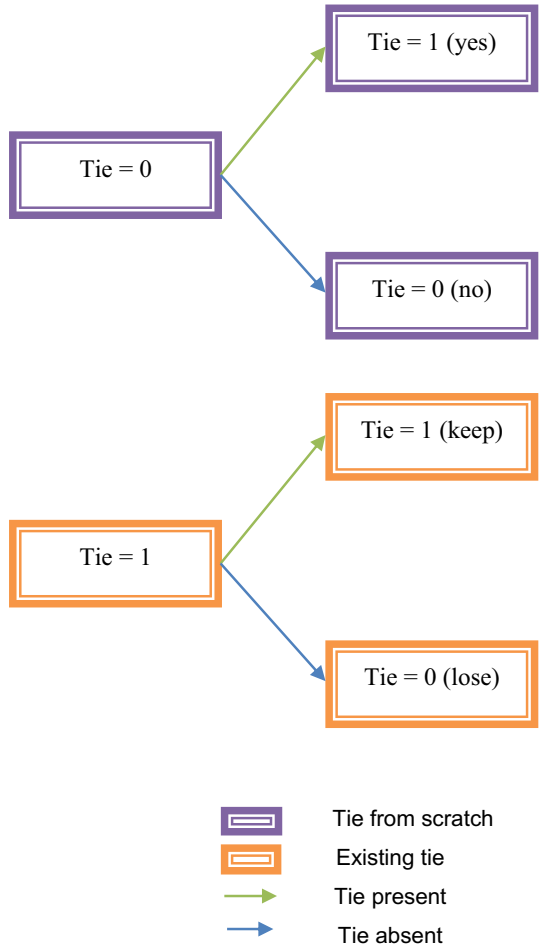 Tie = 1 (yes)
Tie = 0
Tie = 0 (no)
Tie = 1 (keep)
Tie = 1
Tie = 0 (lose)
Tie from scratch
Existing tie
Tie present
Tie absent